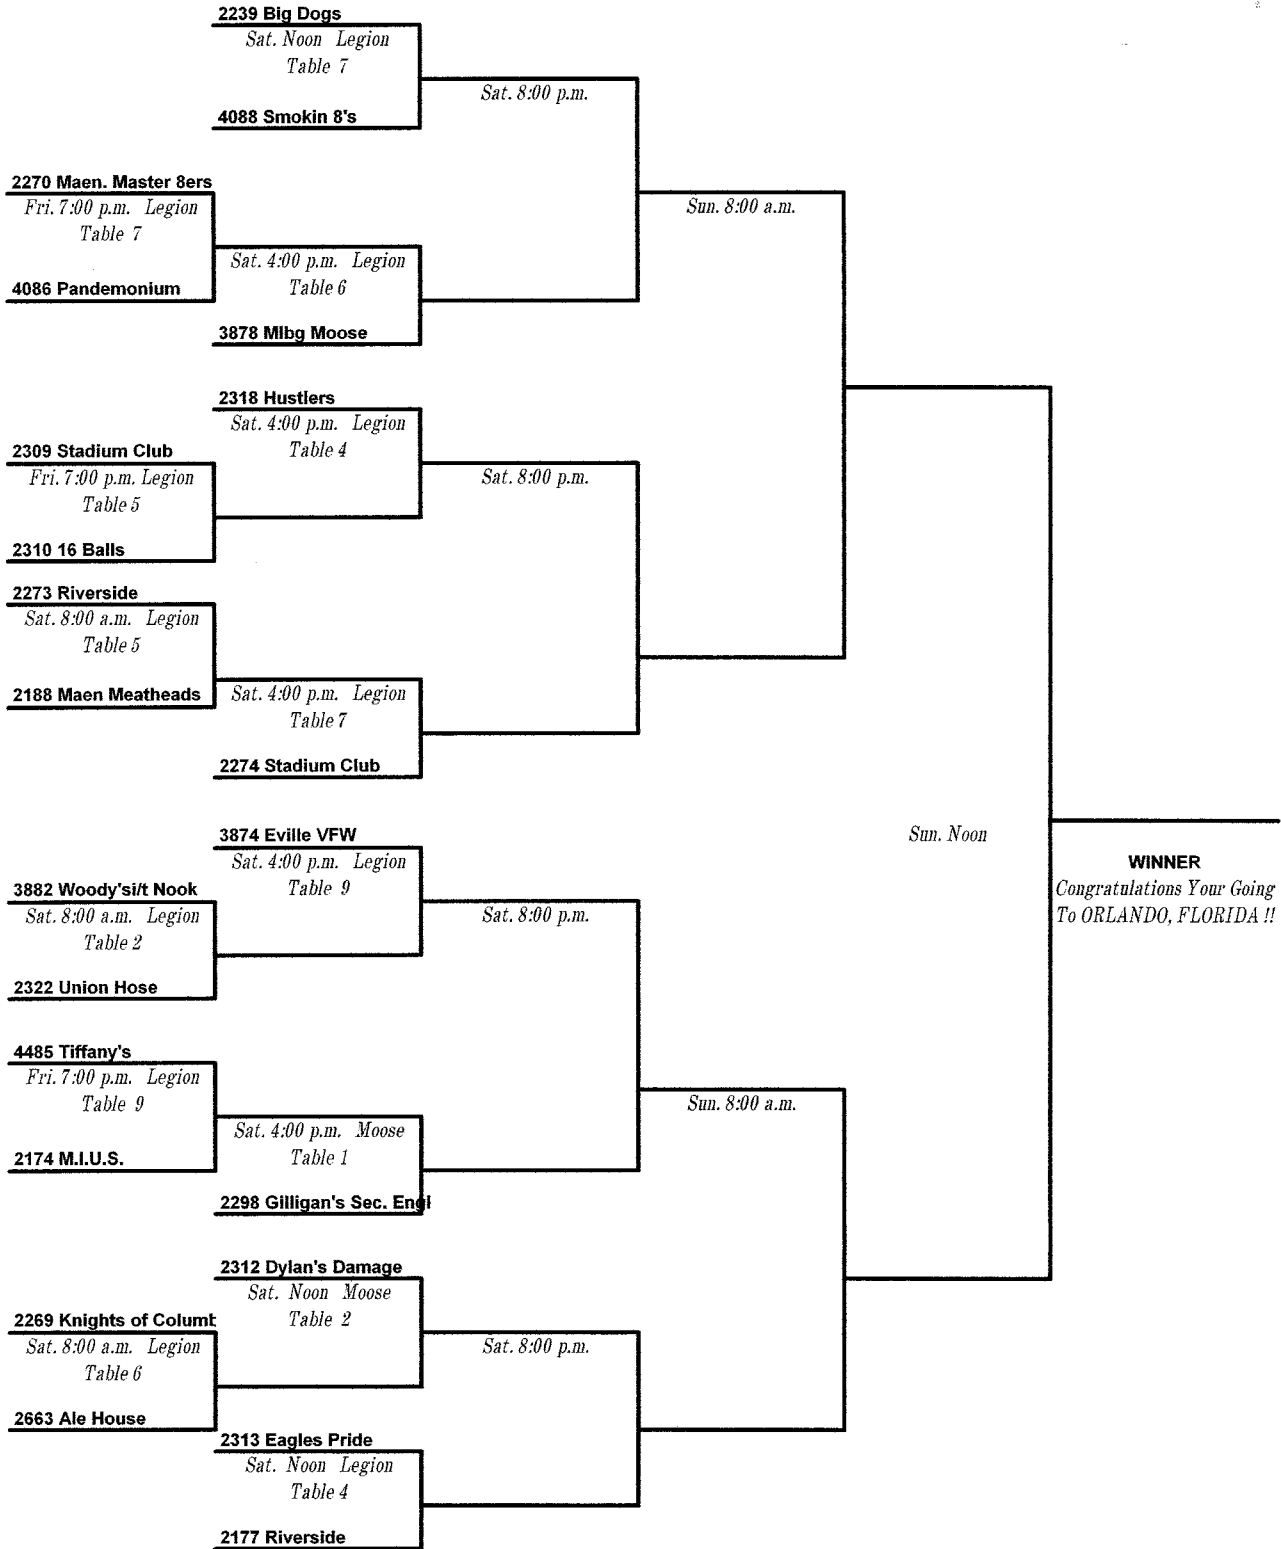 2239 Big Dogs
Sat. Noon Legion
Table 7
4088 Smokin 8's
Sat. 8:00 p.m.
2270 Maen. Master 8ers
Fri. 7:00 p.m. Legion
Table 7
4086 Pandemonium
Sat. 4:00 p.m. Legion
Table 6
3878 Mlbg Moose
Sun. 8:00 a.m.
2318 Hustlers
Sat. 4:00 p.m. Legion
Table 4
2309 Stadium Club
Fri. 7:00 p.m. Legion
Table 5
2310 16 Balls
Sat. 8:00 p.m.
2273 Riverside
Sat. 8:00 a.m. Legion
Table 5
2188 Maen Meatheads
Sat. 4:00 p.m. Legion
Table 7
2274 Stadium Club
3874 Eville VFW
Sat. 4:00 p.m. Legion
Table 9
3882 Woody'si/t Nook
Sat. 8:00 a.m. Legion
Table 2
2322 Union Hose
Sat. 8:00 p.m.
Sun. Noon
WINNER
Congratulations Your Going
To ORLANDO, FLORIDA !!
4485 Tiffany's
Fri. 7:00 p.m. Legion
Table 9
2174 M.I.U.S.
Sat. 4:00 p.m. Moose
Table 1
2298 Gilligan's Sec. Engl
Sun. 8:00 a.m.
2312 Dylan's Damage
Sat. Noon Moose
Table 2
2269 Knights of Columb
Sat. 8:00 a.m. Legion
Table 6
2663 Ale House
Sat. 8:00 p.m.
2313 Eagles Pride
Sat. Noon Legion
Table 4
2177 Riverside